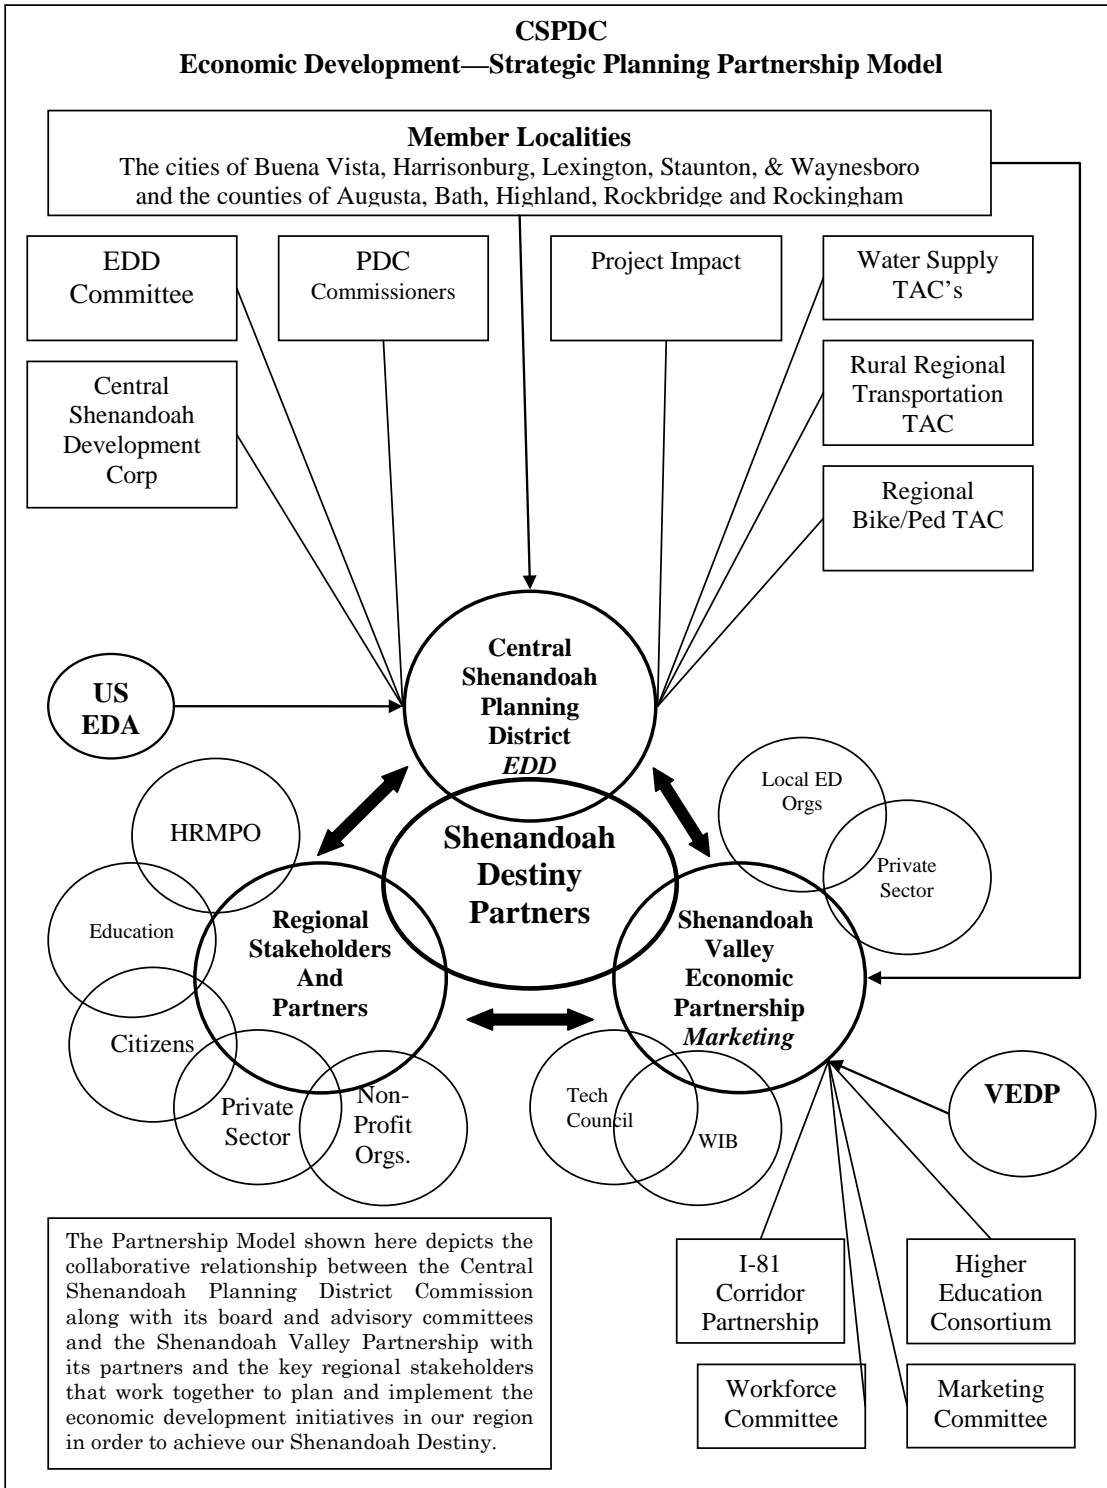 CSPDC
Economic Development—Strategic Planning Partnership Model
Member Localities
The cities of Buena Vista, Harrisonburg, Lexington, Staunton, & Waynesboro
and the counties of Augusta, Bath, Highland, Rockbridge and Rockingham
EDD
Committee
PDC
Commissioners
Project Impact
Water Supply
TAC’s
Central
Shenandoah
Development
Corp
Rural Regional
Transportation
TAC
Regional
Bike/Ped TAC
Central
Shenandoah
Planning
District
EDD
US
EDA
Shenandoah
Destiny
Partners
HRMPO
Education
Citizens
Private
Sector
Non-
Profit
Orgs.
Regional
Stakeholders
And
Partners
Local ED
Orgs
Private
Sector
Shenandoah
Valley
Economic
Partnership
Marketing
Tech
Council
WIB
VEDP
I-81
Corridor
Partnership
Higher
Education
Consortium
Workforce
Committee
Marketing
Committee
The Partnership Model shown here depicts the
collaborative relationship between the Central
Shenandoah Planning District Commission
along with its board and advisory committees
and the Shenandoah Valley Partnership with
its partners and the key regional stakeholders
that work together to plan and implement the
economic development initiatives in our region
in order to achieve our Shenandoah Destiny.